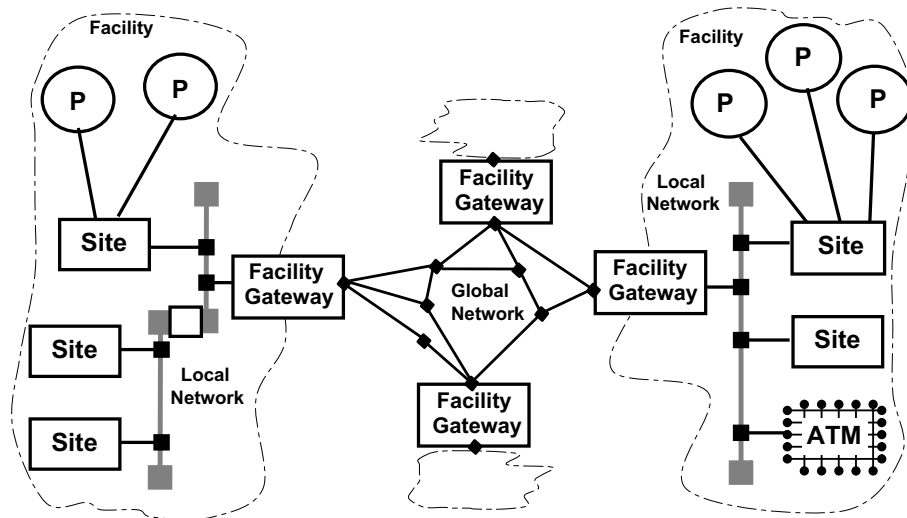 Facility
P
P
Site
Facility
Gateway
Site
Local
Network
Site
Facility
Gateway
Global
Network
Facility
Gateway
Facility
P
P
P
Local
Network
Site
Facility
Gateway
Site
ATM